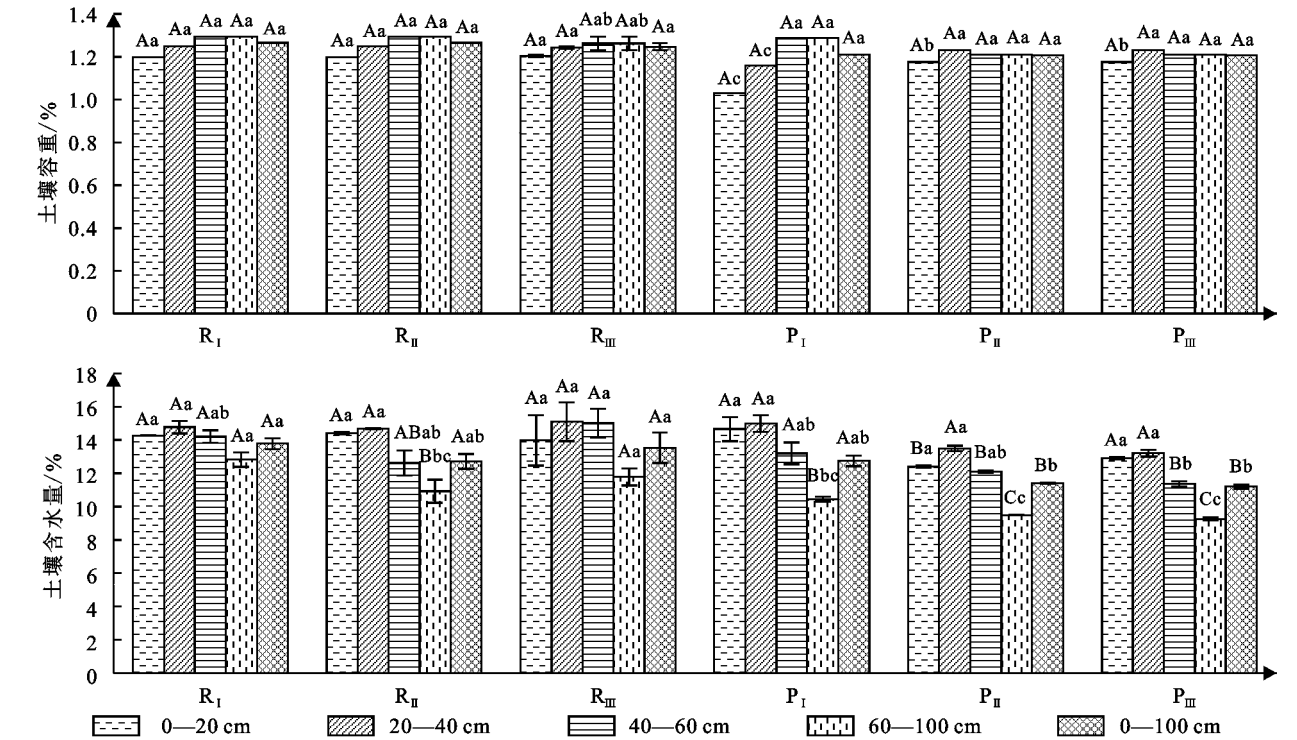 土壤容重/%
1.4
1.2
1.0
0.8
0.6
0.4
0.2
0
Aa Aa Aa Aa Aa
Aa Aa Aa Aa Aa
Aa Aa Aab Aab Aa
Ac Ac Aa Aa Aa
Ab Aa Aa Aa Aa
Ab Aa Aa Aa Aa
RⅠ RⅡ RⅢ PⅠ PⅡ PⅢ
土壤含水量/%
18
16
14
12
10
8
6
4
2
0
Aa Aa Aab Aa Aa
Aa Aa ABab Bbc Aab
Aa Aa Aa Aa Aa
Aa Aa Aab Bbc Aab
Ba Aa Bab Cc Bb
Aa Aa Bb Cc Bb
RⅠ RⅡ RⅢ PⅠ PⅡ PⅢ
0—20 cm 20—40 cm 40—60 cm 60—100 cm 0—100 cm